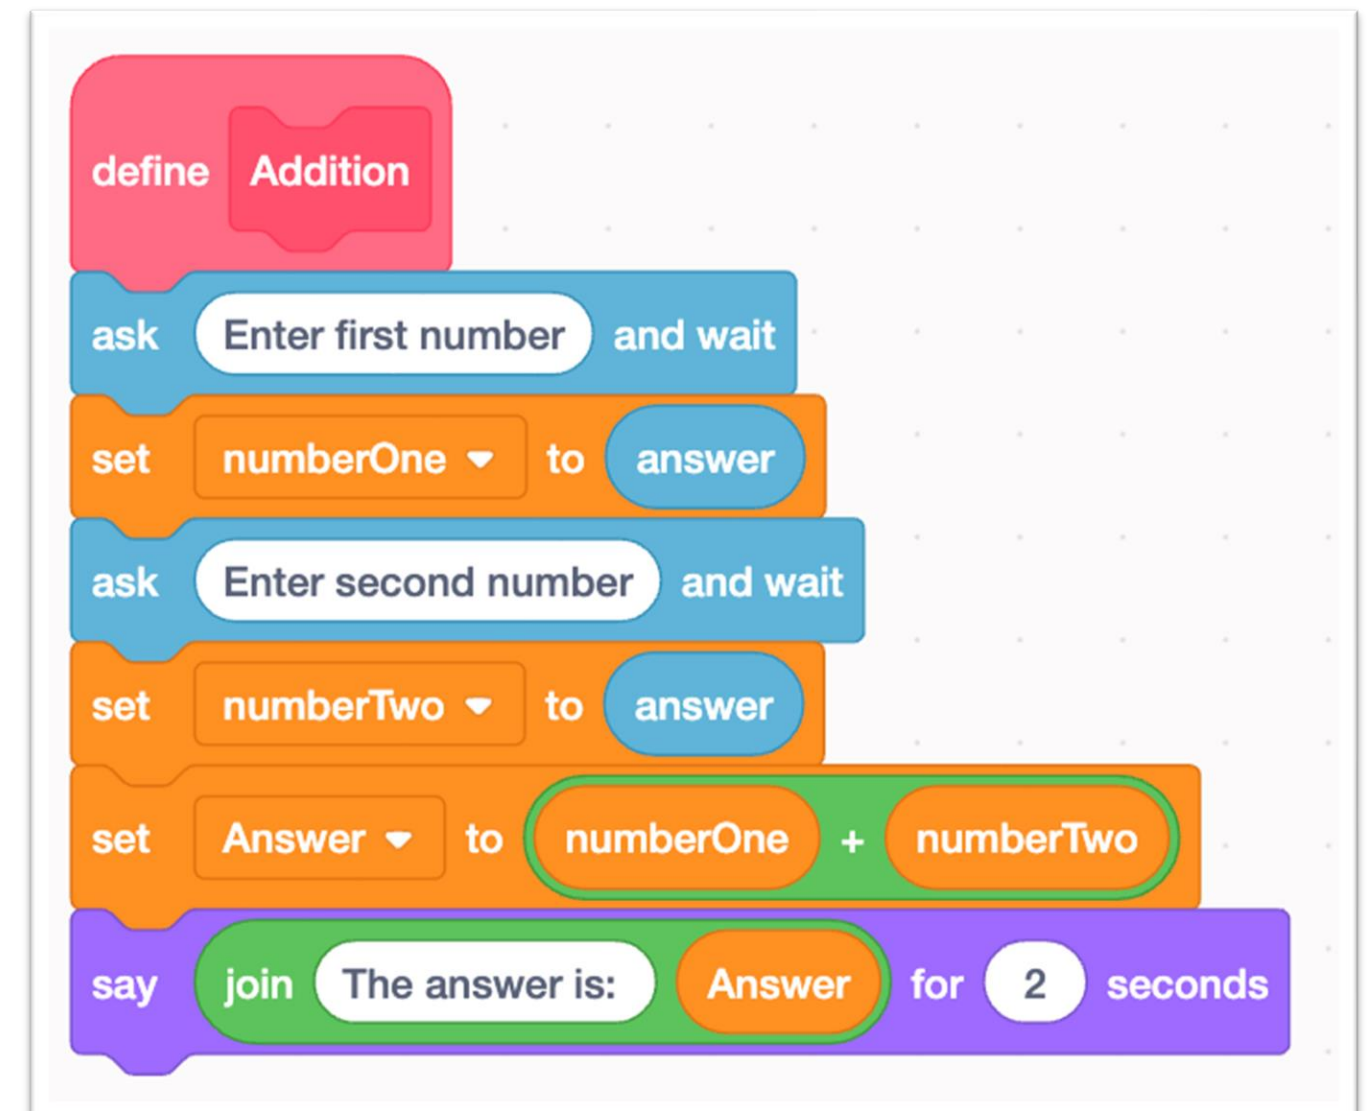 define Addition
ask Enter first number and wait
set numberOne to answer
ask Enter second number and wait
set numberTwo to answer
set Answer to numberOne + numberTwo
say join The answer is: Answer for 2 seconds